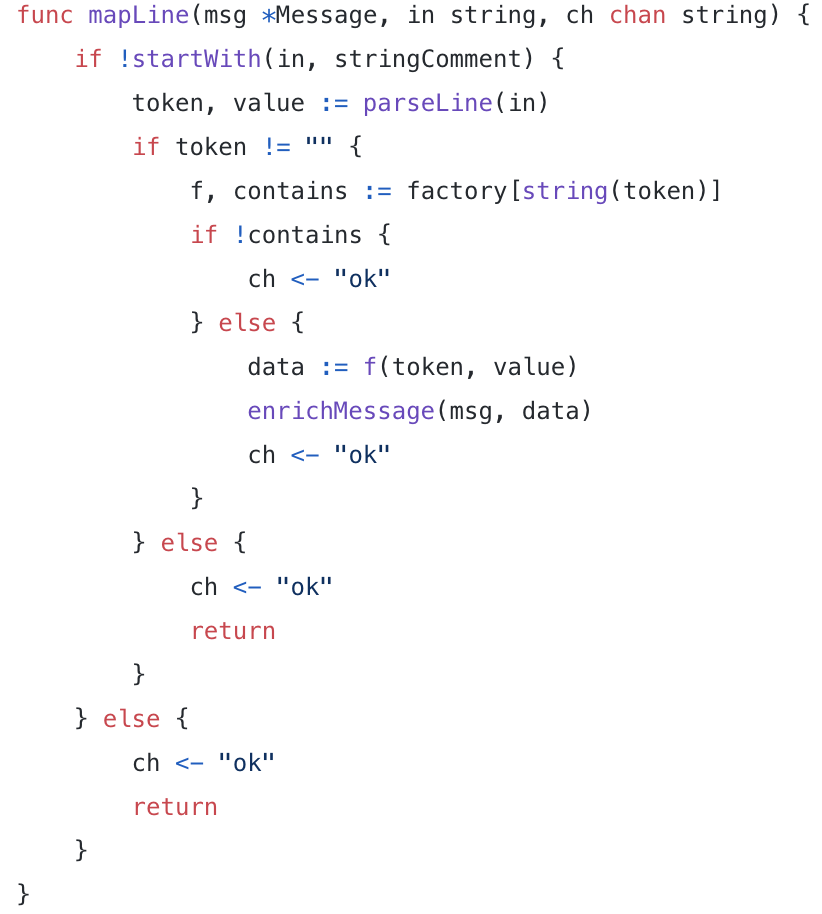 func mapLine(msg *Message, in string, ch chan string) {
    if !startWith(in, stringComment) {
        token, value := parseLine(in)
        if token != "" {
            f, contains := factory[string(token)]
            if !contains {
                ch <- "ok"
            } else {
                data := f(token, value)
                enrichMessage(msg, data)
                ch <- "ok"
            }
        } else {
            ch <- "ok"
            return
        }
    } else {
        ch <- "ok"
        return
    }
}